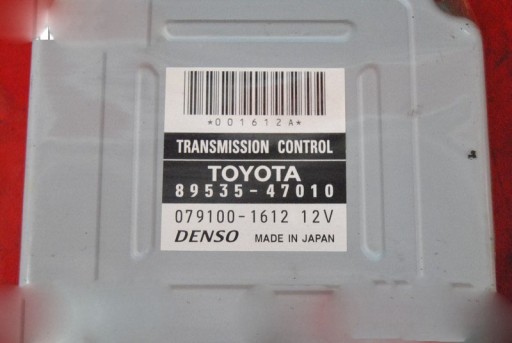 *001612A*
TRANSMISSION CONTROL
TOYOTA
89535-47010
079100-1612 12V
DENSO MADE IN JAPAN